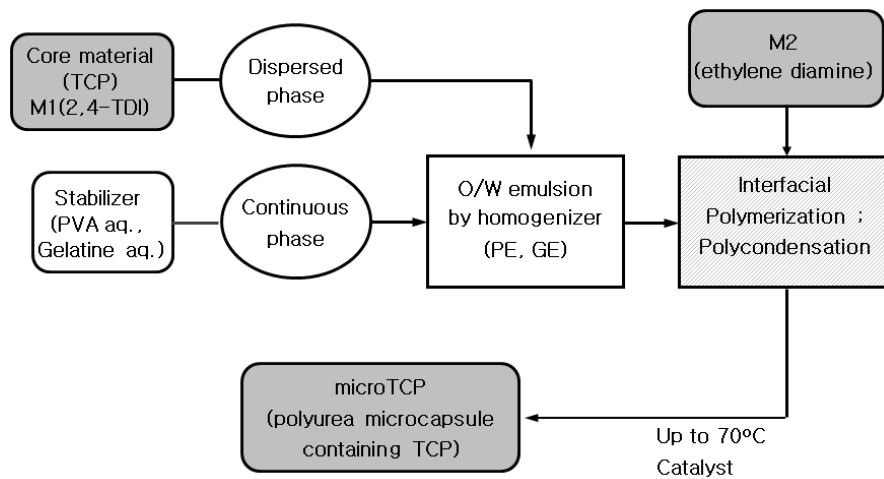 Core material
(TCP)
M1(2,4-TDI)
Dispersed
phase
M2
(ethylene diamine)
Stabilizer
(PVA aq.,
Gelatine aq.)
Continuous
phase
O/W emulsion
by homogenizer
(PE, GE)
Interfacial
Polymerization ;
Polycondensation
microTCP
(polyurea microcapsule
containing TCP)
Up to 70ºC
Catalyst